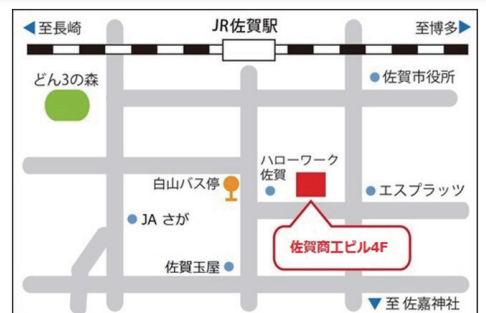 ◀至長崎
JR佐賀駅
至博多▶
どん3の森
佐賀市役所
ハローワーク
佐賀
白山バス停
エスプラッツ
JA さが
佐賀商工ビル4F
佐賀玉屋
▼至 佐嘉神社